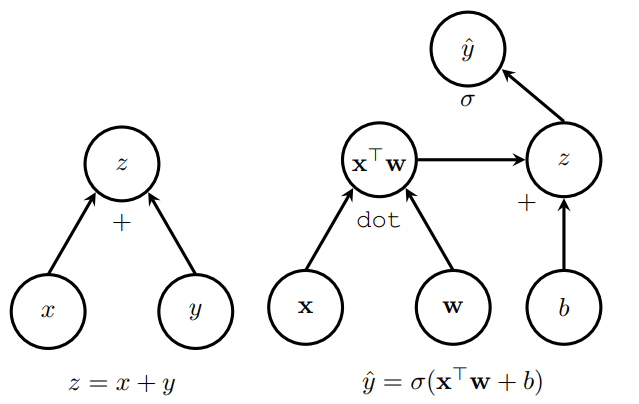 ŷ
σ
z
x⊤w
z
+
+
dot
x
y
x
w
b
z = x + y
ŷ = σ(x⊤w + b)